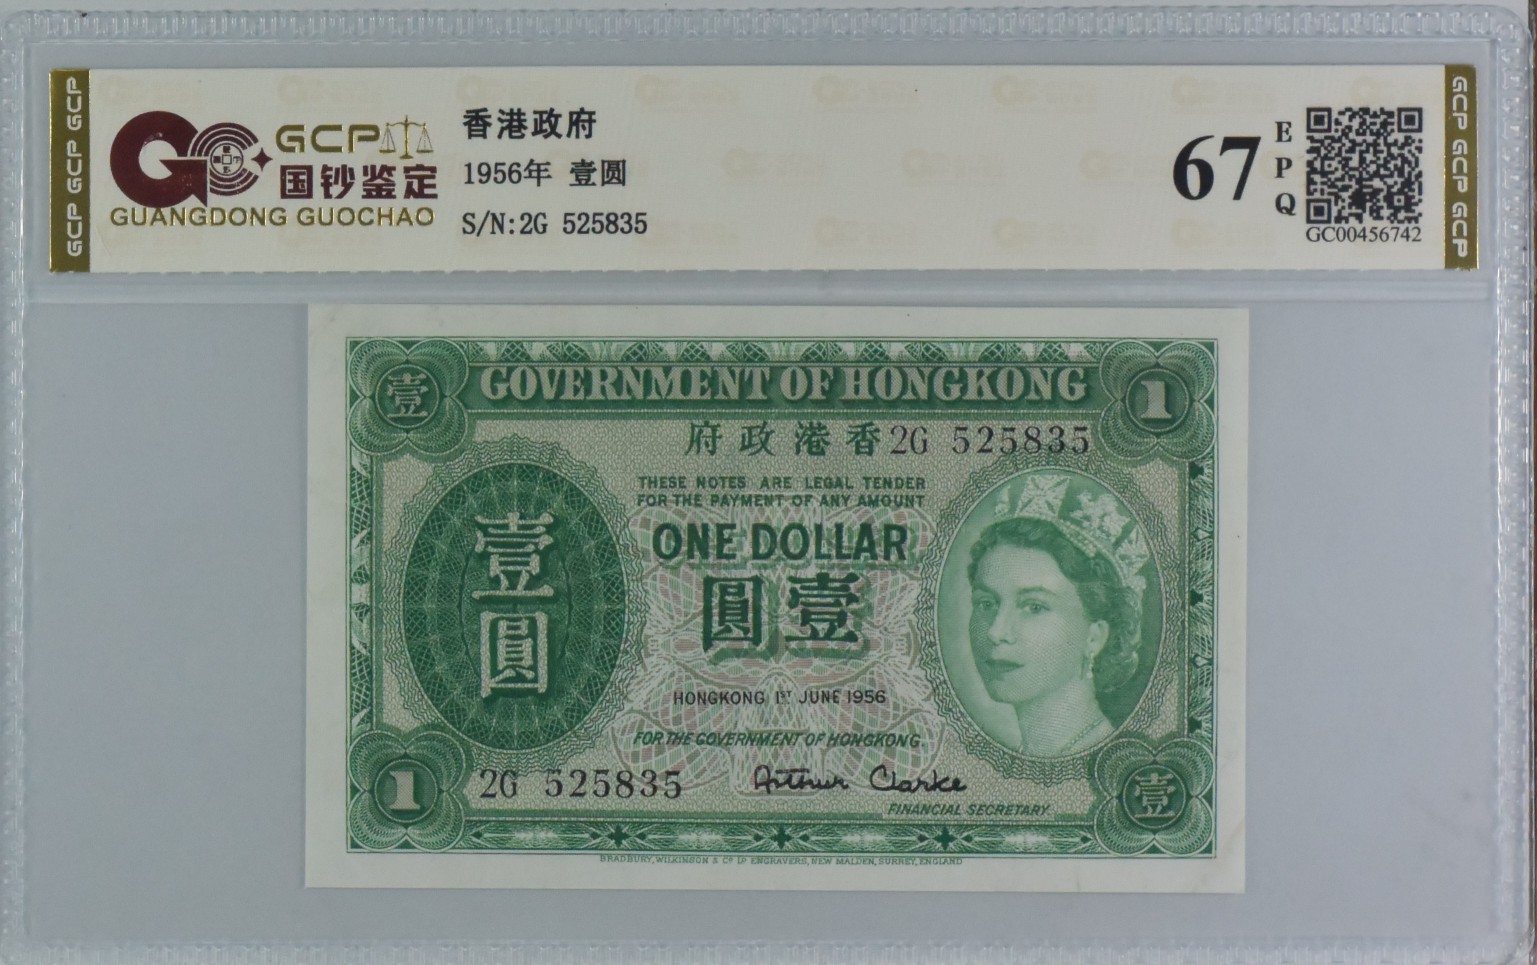 GCP GCP GCP
GCP
国钞鉴定
GUANGDONG GUOCHAO
香港政府
1956年 壹圆
S/N:2G 525835
67
EPQ
GC00456742
GCP GCP GCP
壹
GOVERNMENT OF HONGKONG
1
府政港香
2G 525835
THESE NOTES ARE LEGAL TENDER
FOR THE PAYMENT OF ANY AMOUNT
ONE DOLLAR
圓壹
壹圓
HONGKONG 1ST JUNE 1956
FOR THE GOVERNMENT OF HONGKONG.
1
2G 525835
Arthur Clarke
FINANCIAL SECRETARY.
壹
BRADBURY, WILKINSON & Co. Ld. ENGRAVERS, NEW MALDEN, SURREY, ENGLAND